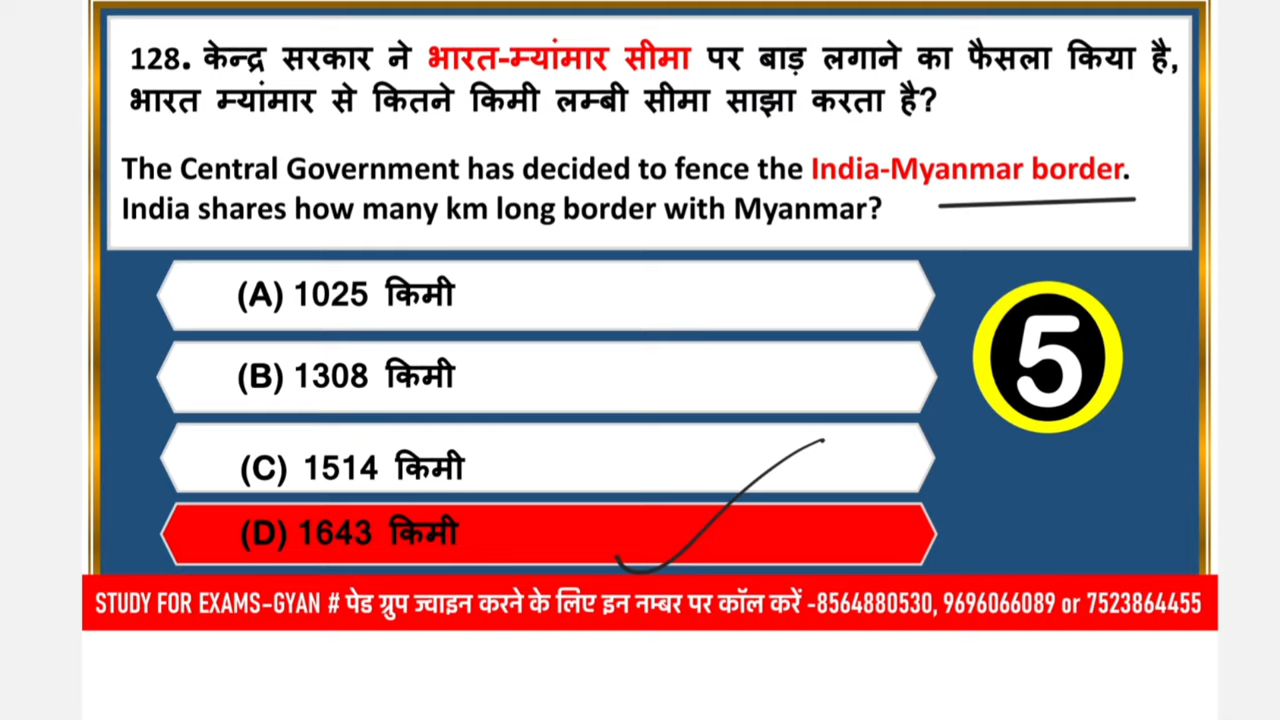 128. केन्द्र सरकार ने भारत-म्यांमार सीमा पर बाड़ लगाने का फैसला किया है,
भारत म्यांमार से कितने किमी लम्बी सीमा साझा करता है?
The Central Government has decided to fence the India-Myanmar border.
India shares how many km long border with Myanmar?
(A) 1025 किमी
(B) 1308 किमी
(C) 1514 किमी
(D) 1643 किमी
5
STUDY FOR EXAMS-GYAN # पेड ग्रुप ज्वाइन करने के लिए इन नम्बर पर कॉल करें -8564880530, 9696066089 or 7523864455